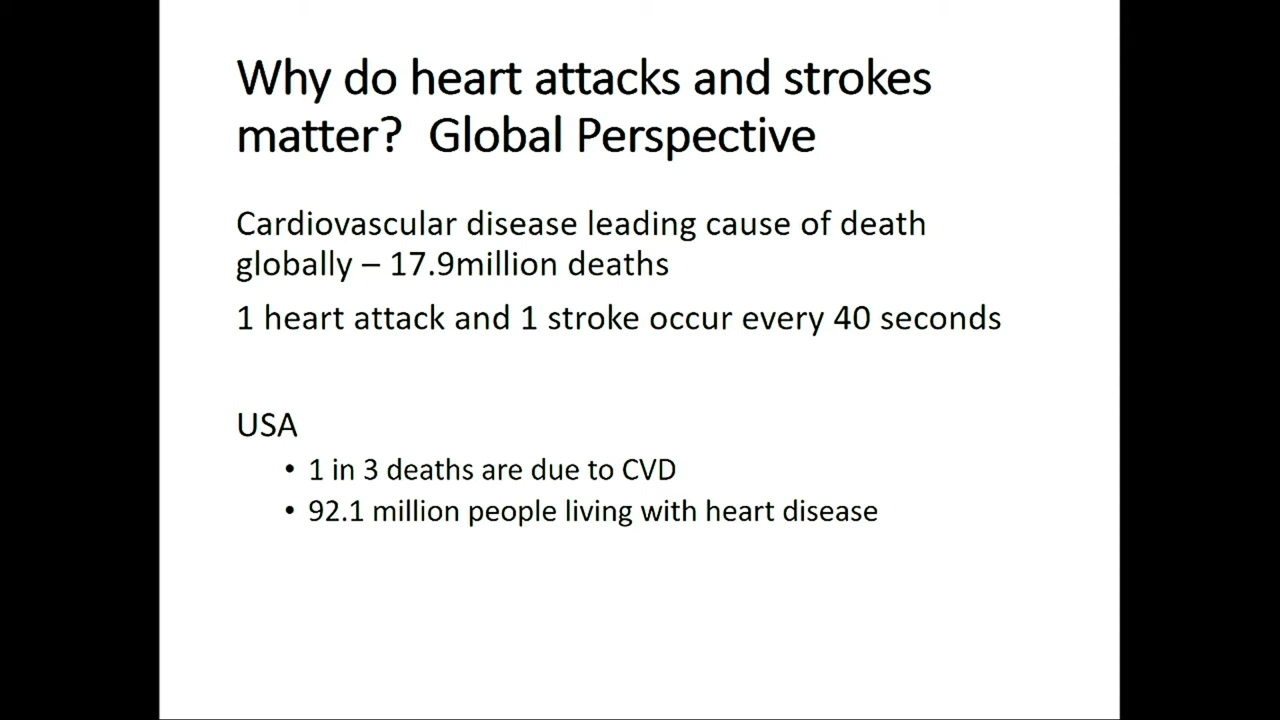 Why do heart attacks and strokes
matter?  Global Perspective
Cardiovascular disease leading cause of death
globally – 17.9million deaths
1 heart attack and 1 stroke occur every 40 seconds
USA
• 1 in 3 deaths are due to CVD
• 92.1 million people living with heart disease